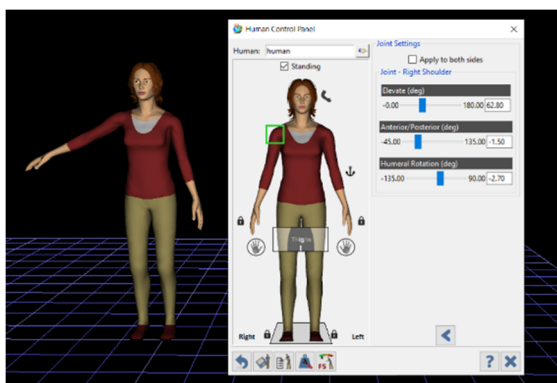 Human Control Panel
Human: human
Standing
Right
Left
Joint Settings
Apply to both sides
Joint - Right Shoulder
Elevate (deg)
-0.00 180.00 62.80
Anterior/Posterior (deg)
-45.00 135.00 -1.50
Humeral Rotation (deg)
-135.00 90.00 -2.70
FS
?